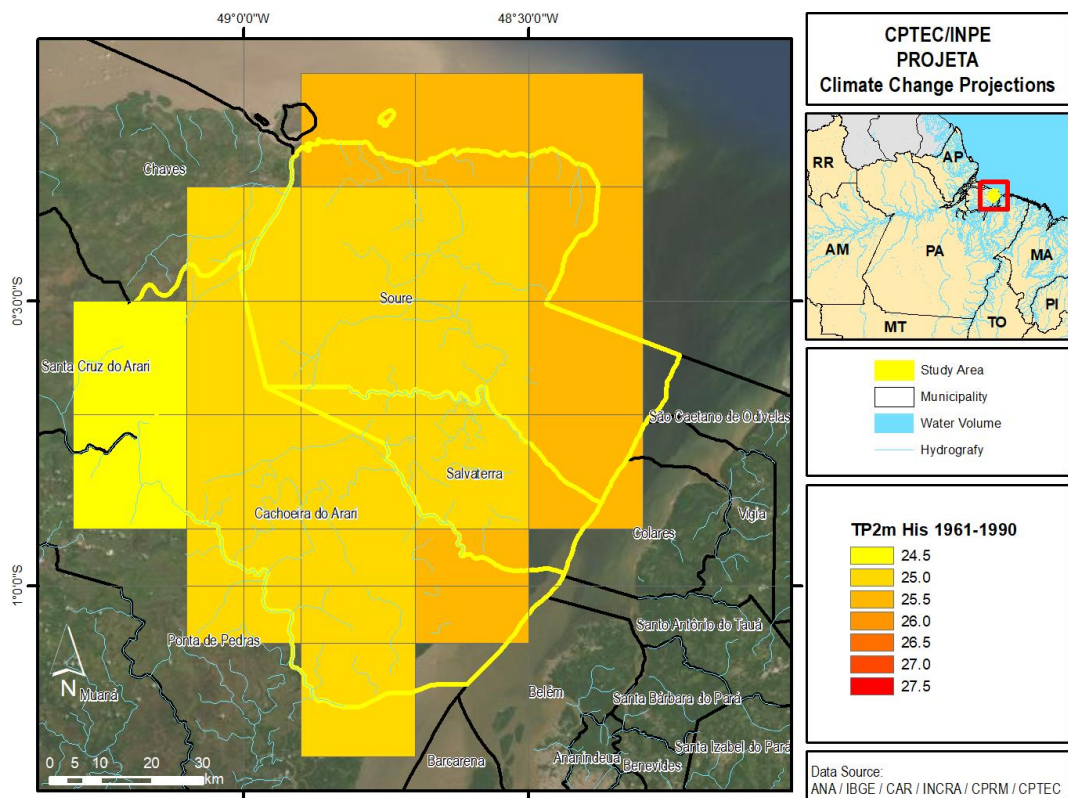 49°0'0"W
48°30'0"W
0°30'0"S
1°0'0"S
Chaves
Soure
Santa Cruz do Arari
São Caetano de Odivelas
Salvaterra
Cachoeira do Arari
Vigia
Colares
Santo Antônio do Tauá
Ponta de Pedras
Muaná
Belém
Santa Bárbara do Pará
Santa Izabel do Pará
Ananindeua
Benevides
Barcarena
N
0 5 10 20 30
km
CPTEC/INPE
PROJETA
Climate Change Projections
RR
AP
AM
PA
MA
PI
MT
TO
Study Area
Municipality
Water Volume
Hydrografy
TP2m His 1961-1990
24.5
25.0
25.5
26.0
26.5
27.0
27.5
Data Source:
ANA / IBGE / CAR / INCRA / CPRM / CPTEC